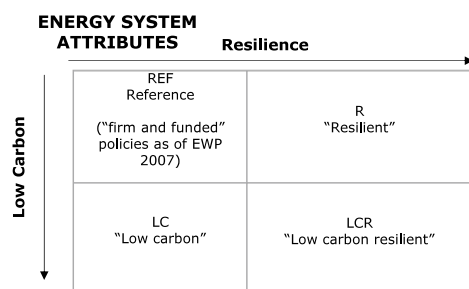 ENERGY SYSTEM
ATTRIBUTES
Resilience
Low Carbon
REF
Reference
(“firm and funded”
policies as of EWP
2007)
R
“Resilient”
LC
“Low carbon”
LCR
“Low carbon resilient”